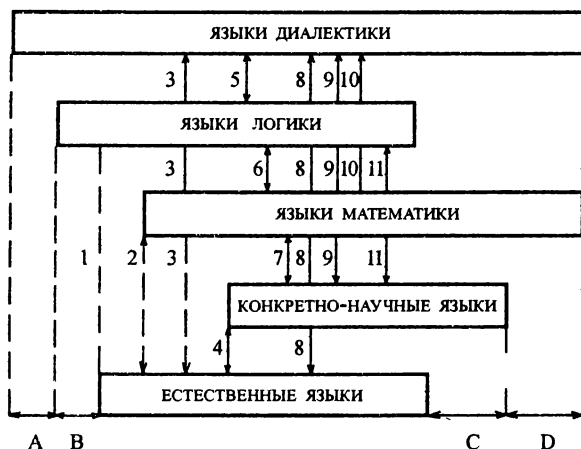 ЯЗЫКИ ДИАЛЕКТИКИ
3 5 8 9 10
ЯЗЫКИ ЛОГИКИ
3 6 8 9 10 11
ЯЗЫКИ МАТЕМАТИКИ
1 2 3 7 8 9 11
КОНКРЕТНО-НАУЧНЫЕ ЯЗЫКИ
4 8
ЕСТЕСТВЕННЫЕ ЯЗЫКИ
A B C D